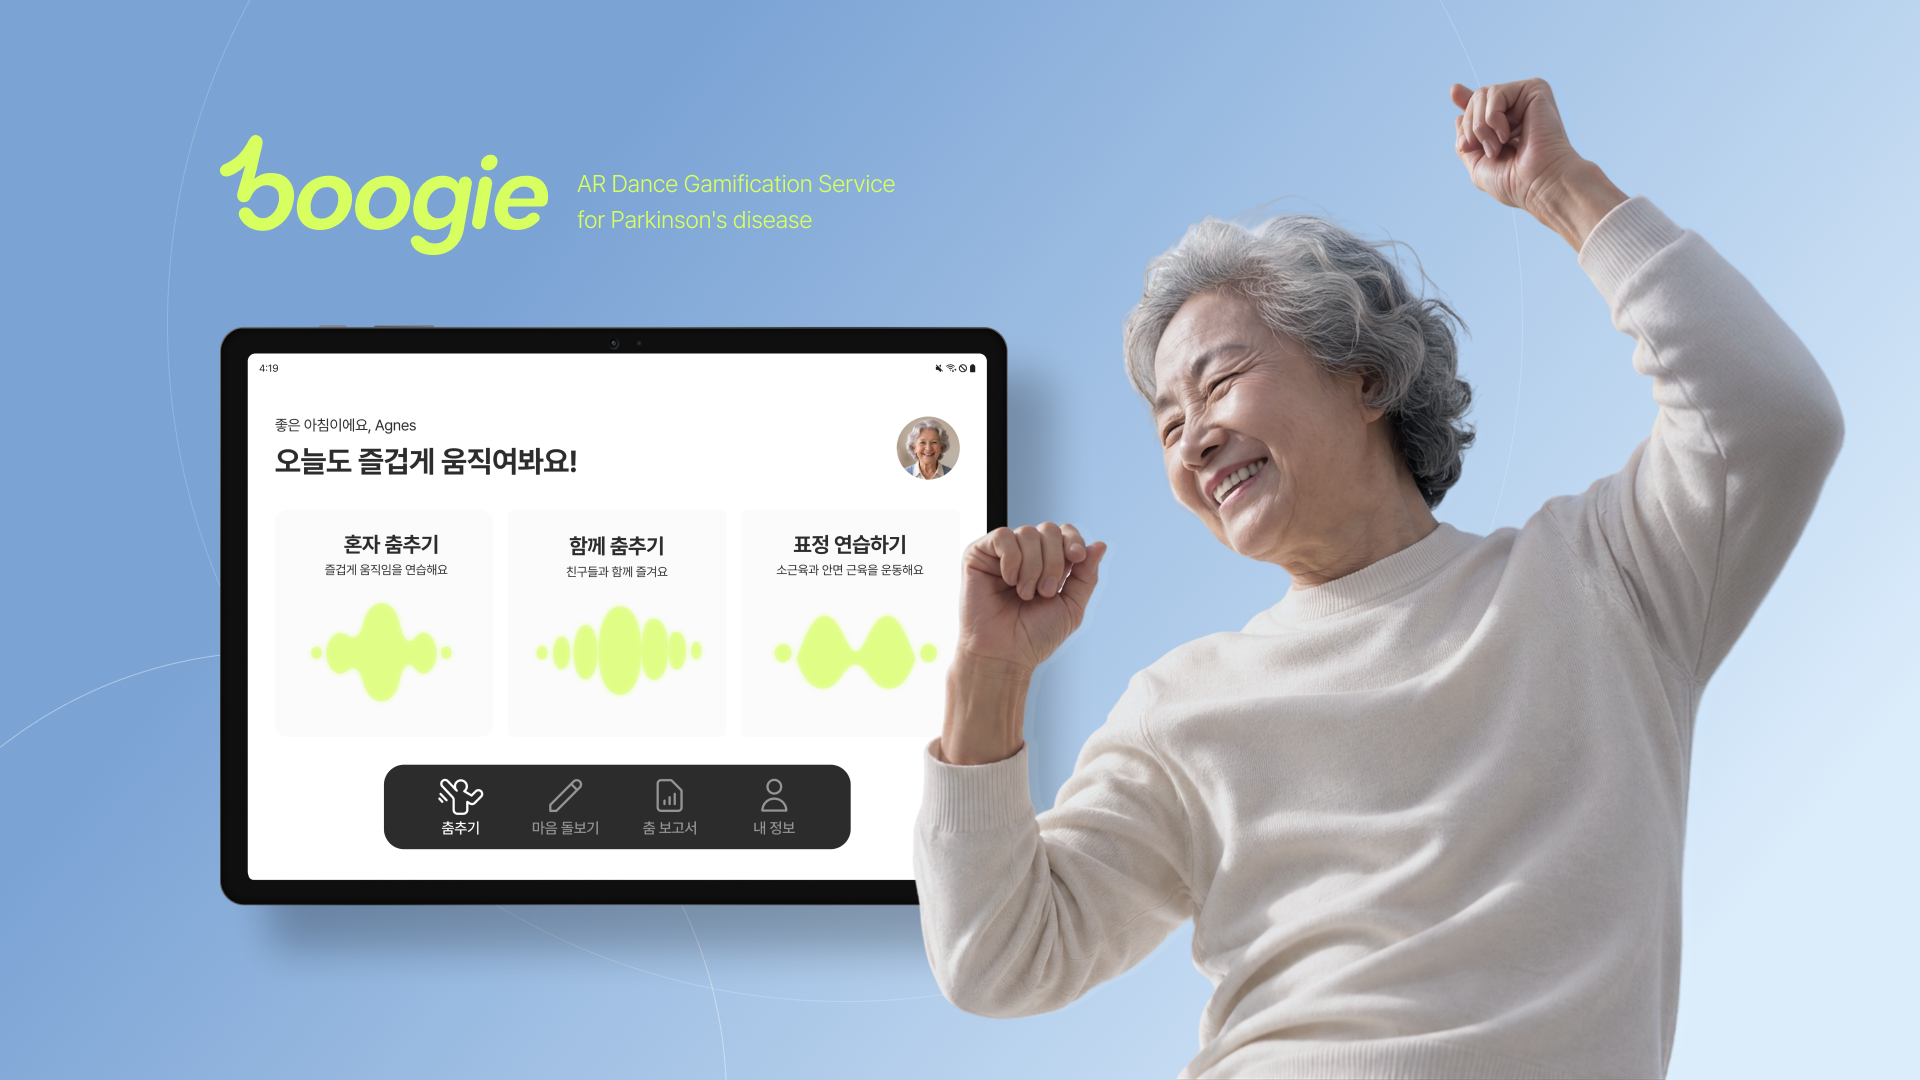 boogie
AR Dance Gamification Service
for Parkinson's disease
4:19
좋은 아침이에요, Agnes
오늘도 즐겁게 움직여봐요!
혼자 춤추기
즐겁게 움직임을 연습해요
함께 춤추기
친구들과 함께 즐겨요
표정 연습하기
소근육과 안면 근육을 운동해요
춤추기
마음 돌보기
춤 보고서
내 정보